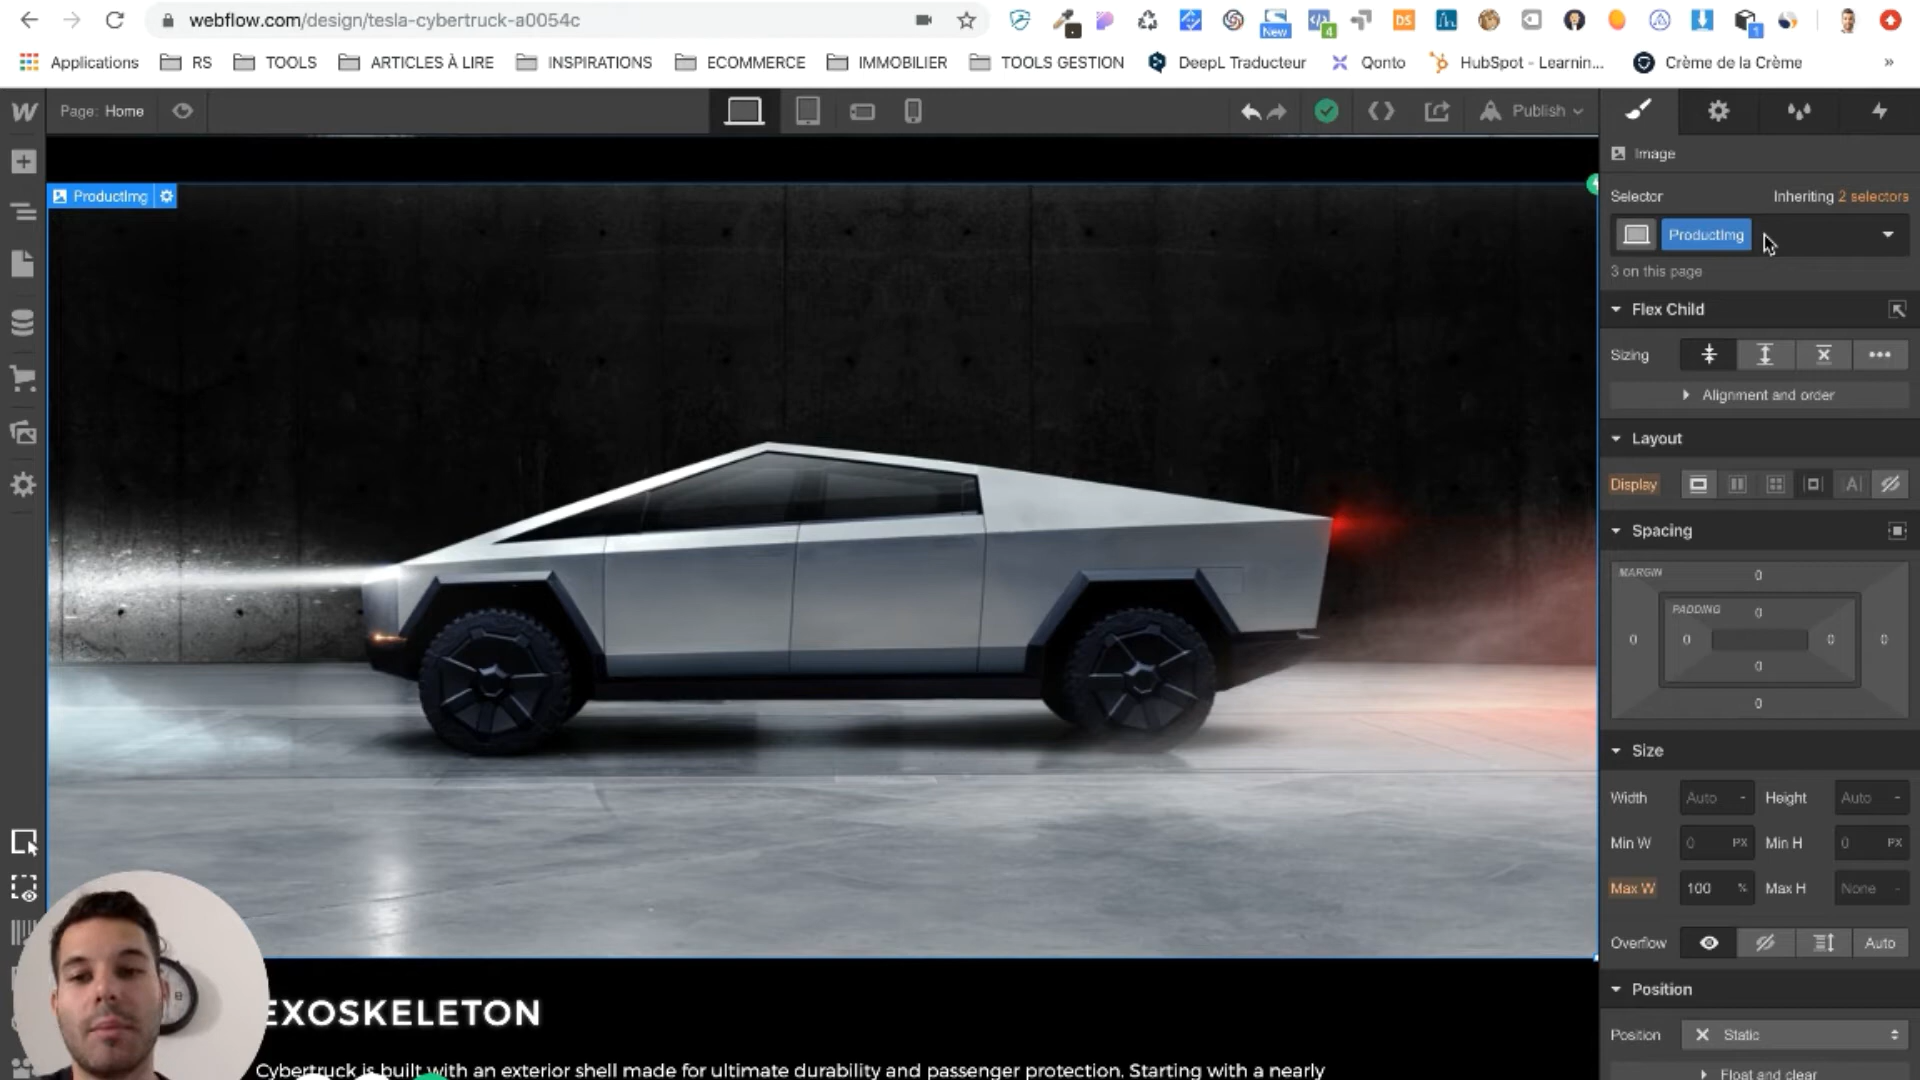 webflow.com/design/tesla-cybertruck-a0054c
New
4
DS
1
Applications
RS
TOOLS
ARTICLES À LIRE
INSPIRATIONS
ECOMMERCE
IMMOBILIER
TOOLS GESTION
DeepL Traducteur
Qonto
HubSpot - Learnin...
Crème de la Crème
»
W
Page: Home
Publish
ProductImg
Image
Selector
Inheriting 2 selectors
ProductImg
3 on this page
Flex Child
Sizing
Alignment and order
Layout
Display
Spacing
MARGIN
0
PADDING
0
0
0
0
0
0
0
Size
Width Auto -
Height Auto -
Min W 0 PX
Min H 0 PX
Max W 100 %
Max H None -
Overflow
Auto
Position
Position
Static
Float and clear
EXOSKELETON
Cybertruck is built with an exterior shell made for ultimate durability and passenger protection. Starting with a nearly